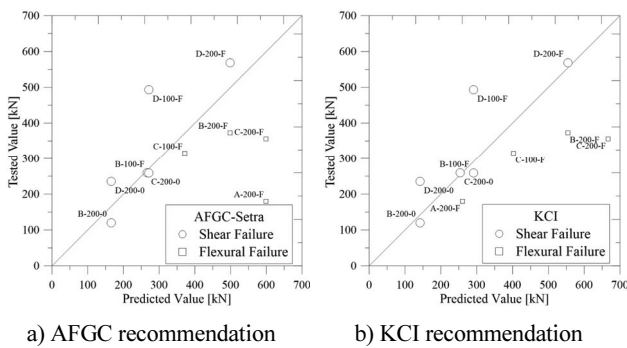 700
600
500
400
300
200
100
0
Tested Value [kN]
D-200-F
D-100-F
B-200-F
C-200-F
C-100-F
B-100-F
D-200-0
C-200-0
A-200-F
B-200-0
AFGC-Setra
Shear Failure
Flexural Failure
0 100 200 300 400 500 600 700
Predicted Value [kN]
a) AFGC recommendation
700
600
500
400
300
200
100
0
Tested Value [kN]
D-200-F
D-100-F
B-200-F
C-200-F
C-100-F
B-100-F
D-200-0
C-200-0
A-200-F
B-200-0
KCI
Shear Failure
Flexural Failure
0 100 200 300 400 500 600 700
Predicted Value [kN]
b) KCI recommendation